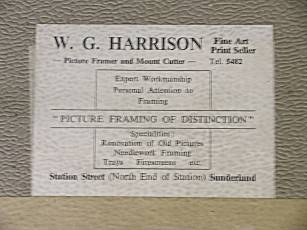 W. G. HARRISON Fine Art
Print Seller
— Picture Framer and Mount Cutter — Tel. 5482
Expert Workmanship
Personal Attention to
Framing
"PICTURE FRAMING OF DISTINCTION"
Specialities
Renovation of Old Pictures
Needlework Framing
Trays Firescreens etc.
Station Street (North End of Station) Sunderland